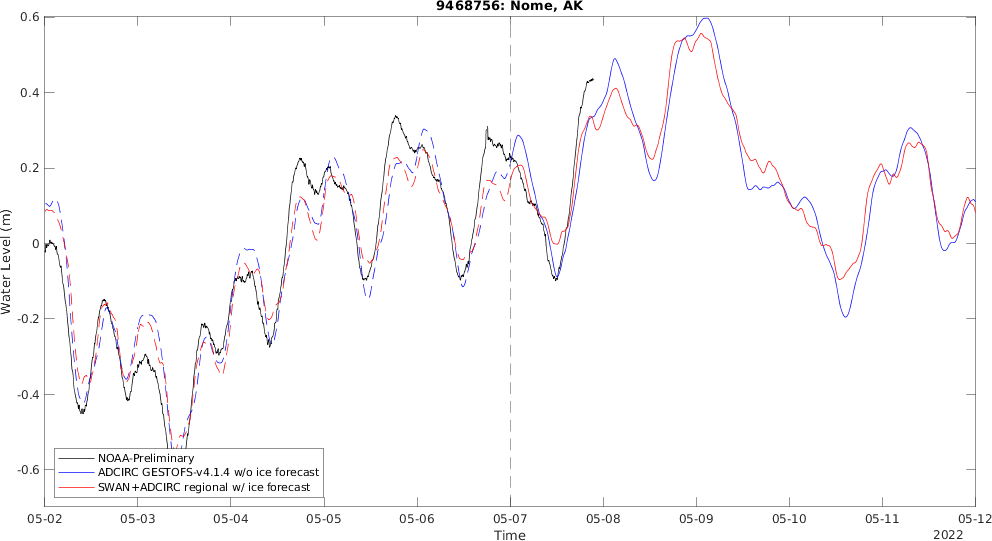 9468756: Nome, AK
0.6
0.4
0.2
0
-0.2
-0.4
-0.6
Water Level (m)
NOAA-Preliminary
ADCIRC GESTOFS-v4.1.4 w/o ice forecast
SWAN+ADCIRC regional w/ ice forecast
05-02 05-03 05-04 05-05 05-06 05-07 05-08 05-09 05-10 05-11 05-12
Time
2022